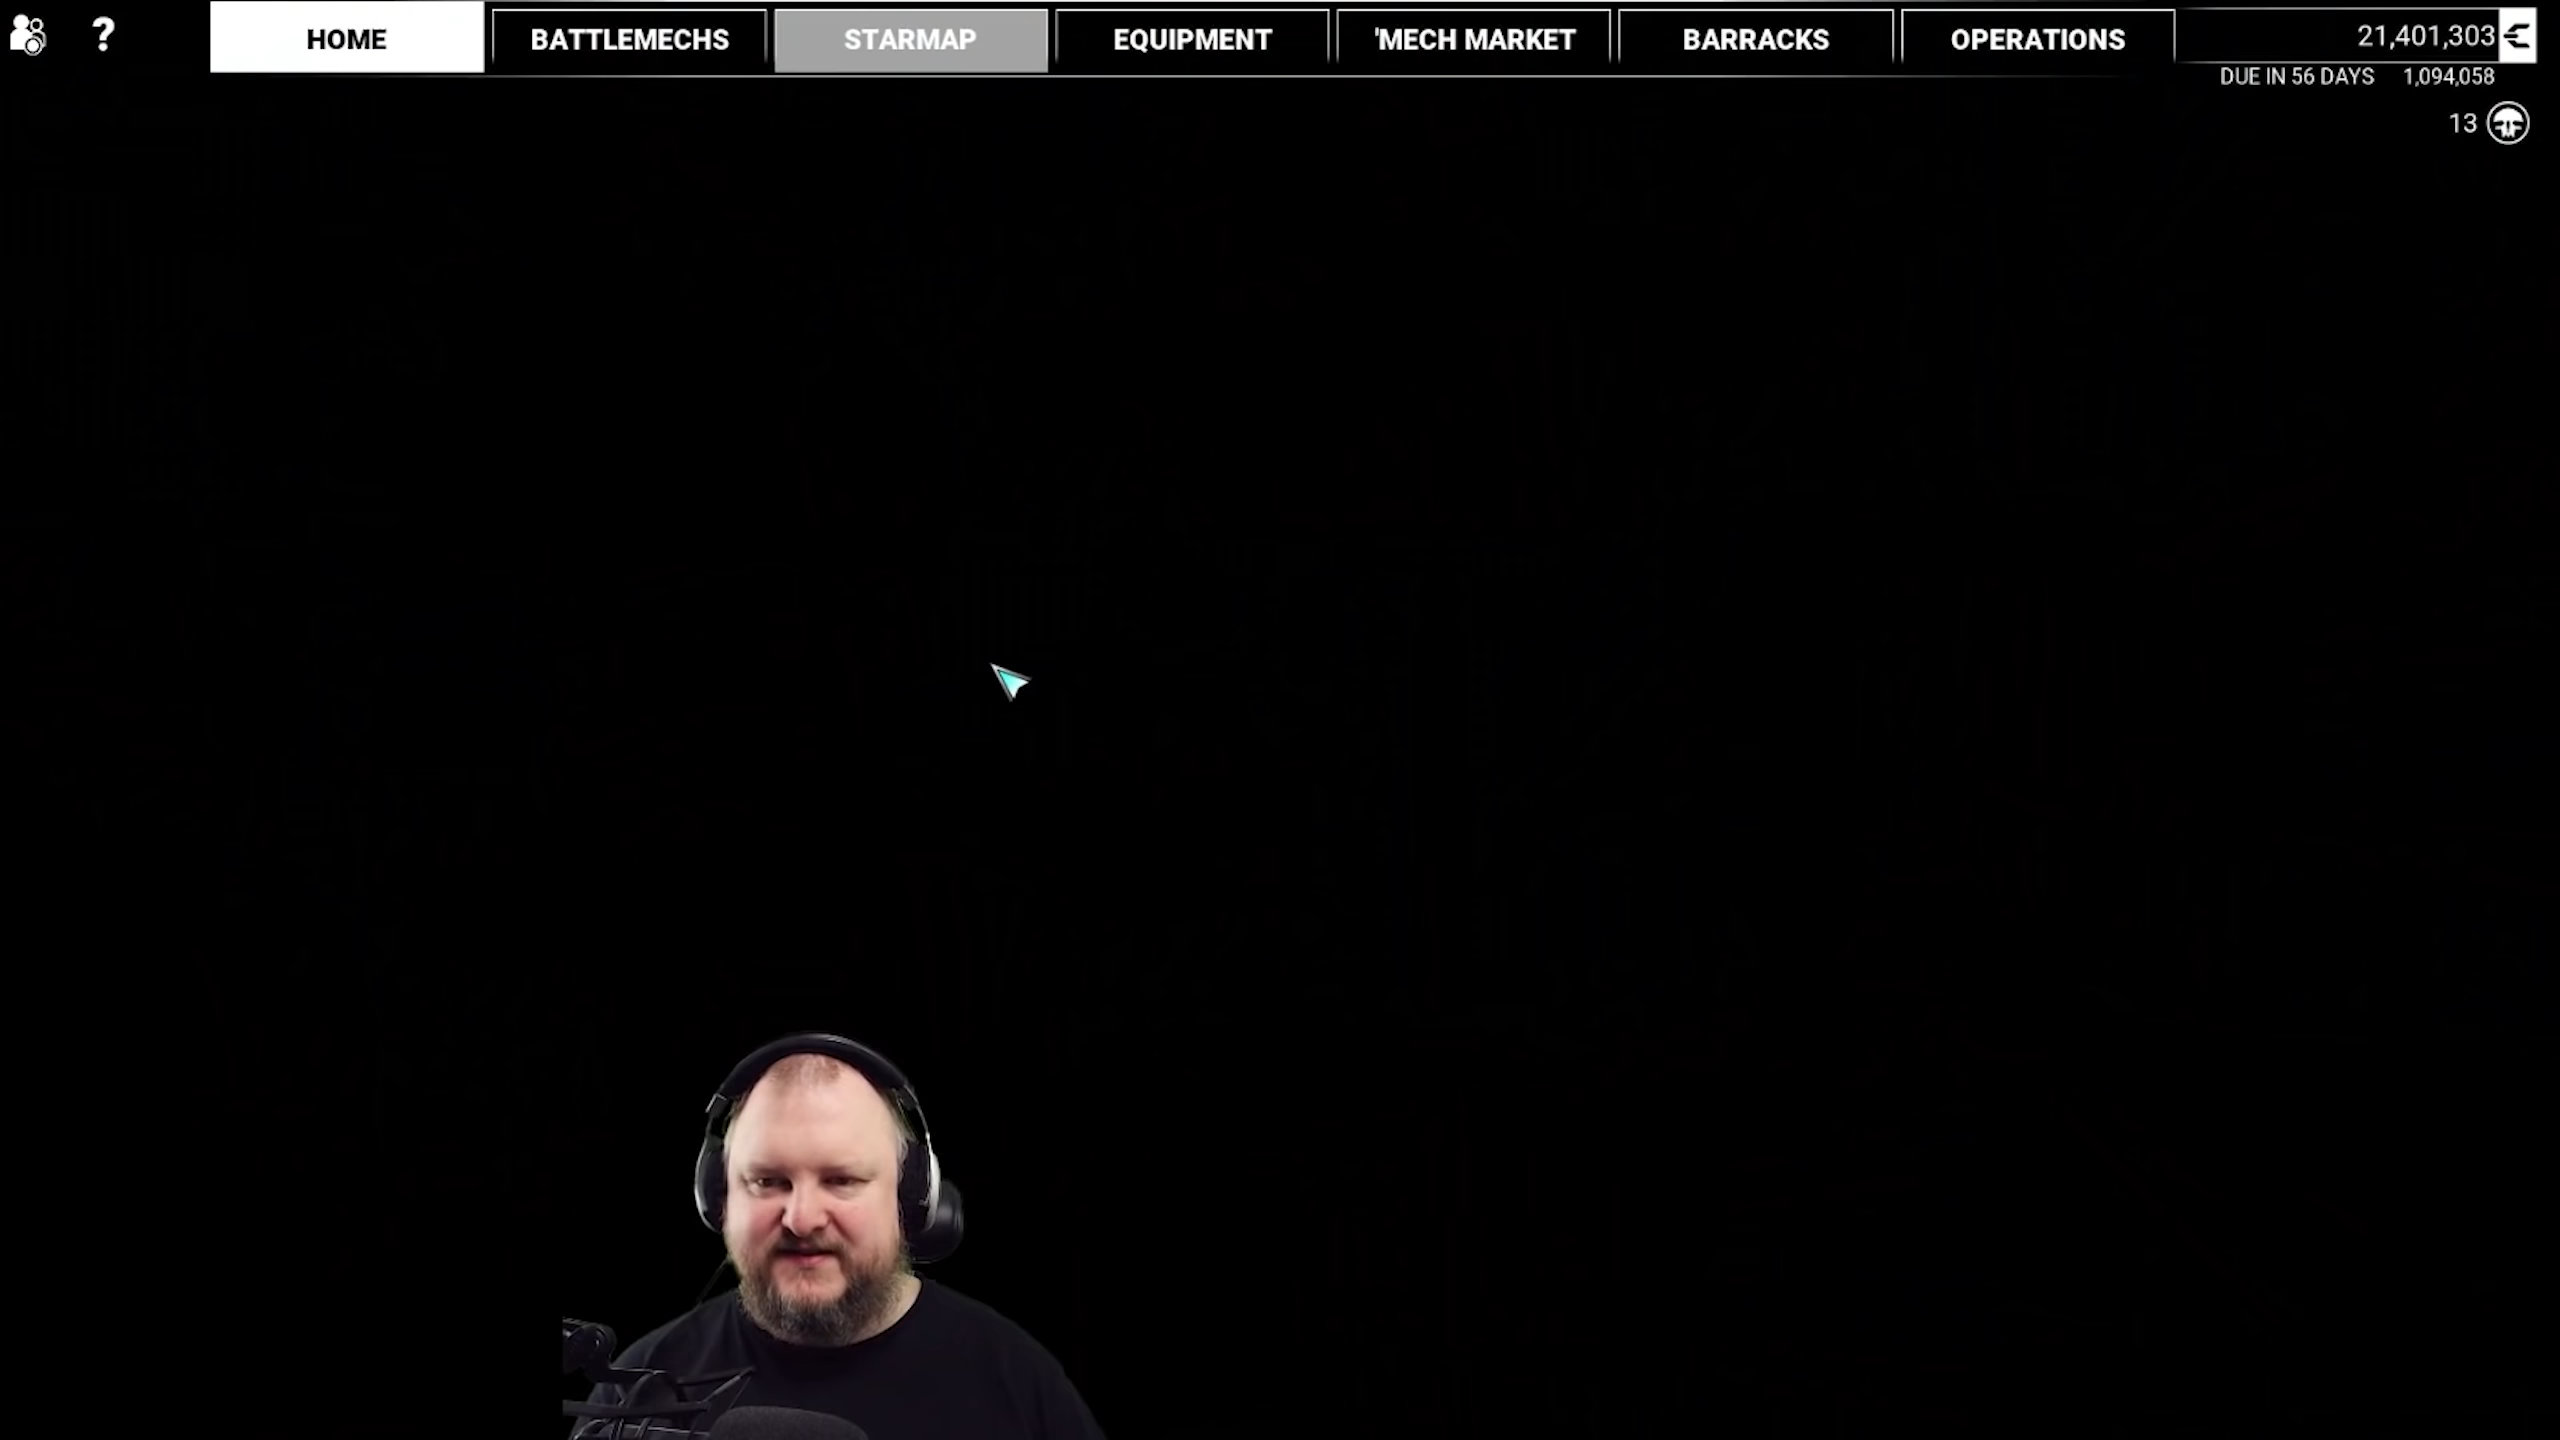 ?
HOME
BATTLEMECHS
STARMAP
EQUIPMENT
'MECH MARKET
BARRACKS
OPERATIONS
21,401,303
DUE IN 56 DAYS 1,094,058
13